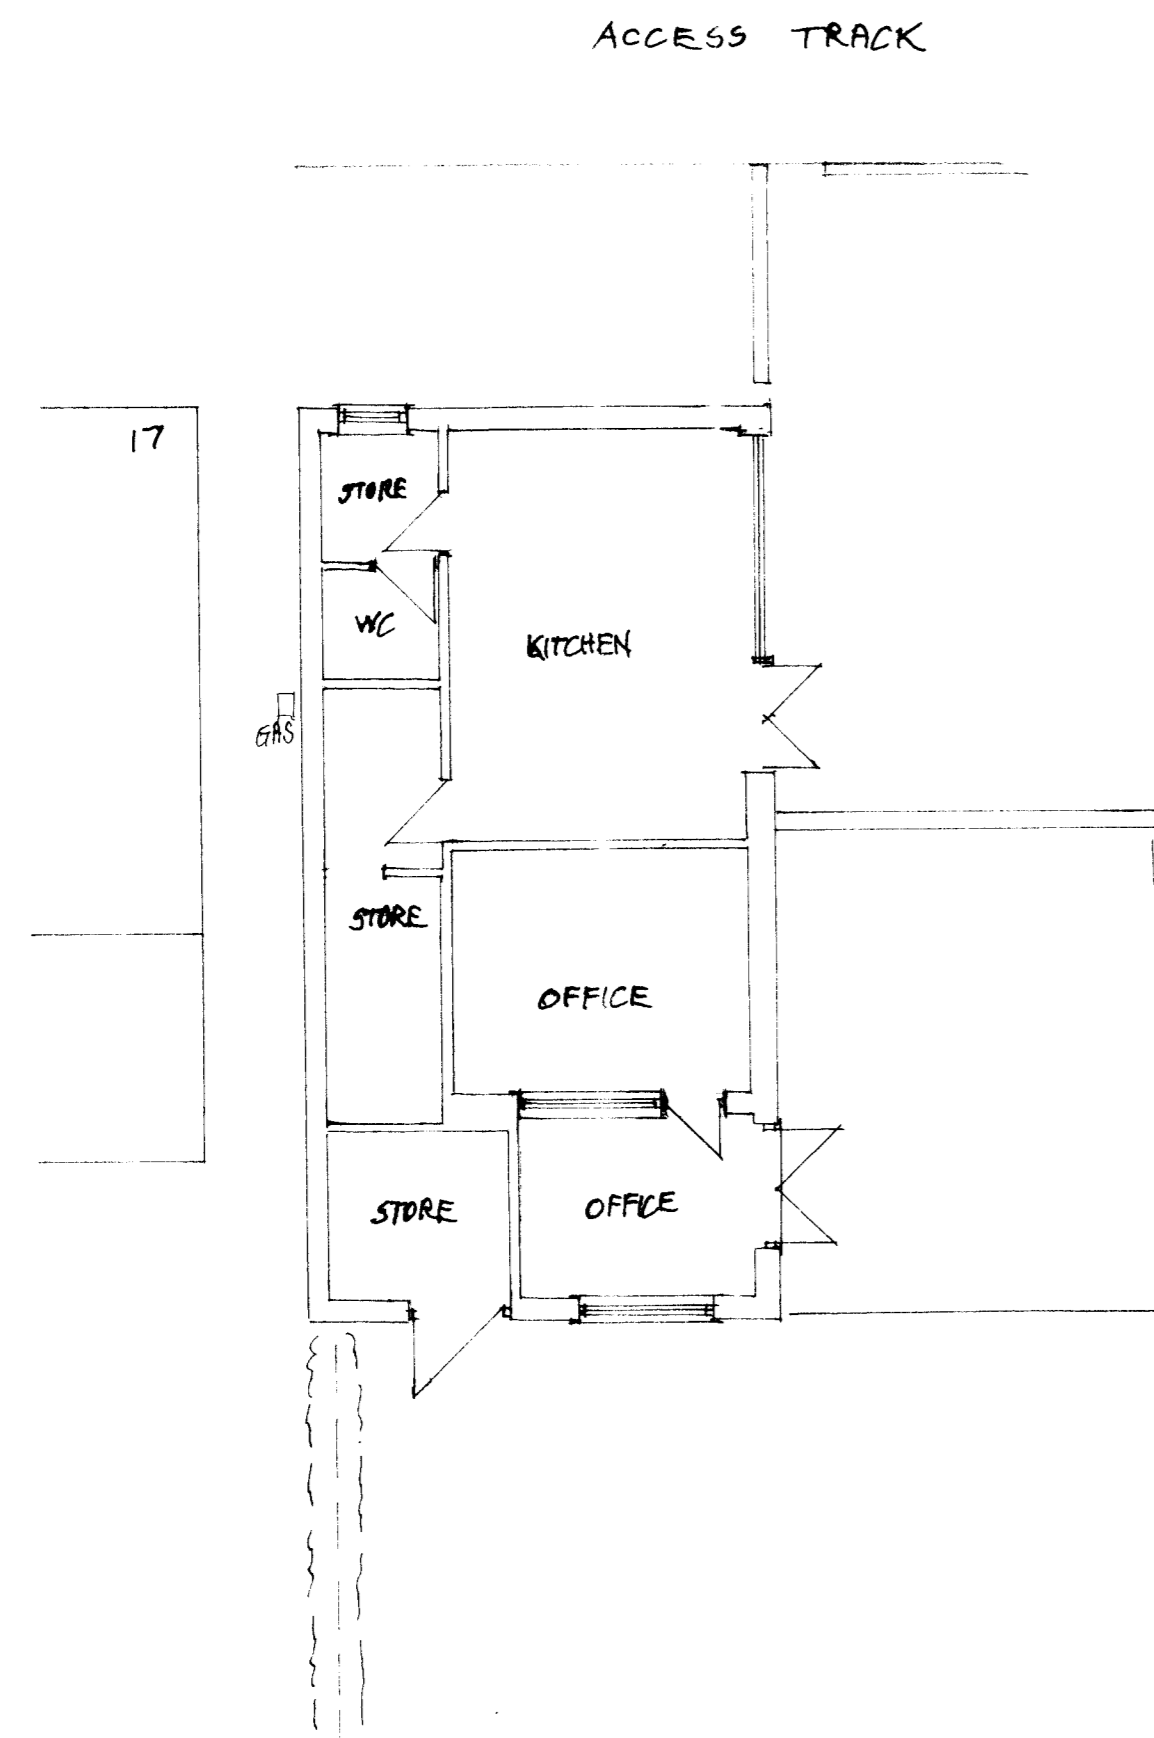 ACCESS TRACK
17
STORE
WC
KITCHEN
GAS
STORE
OFFICE
STORE
OFFICE